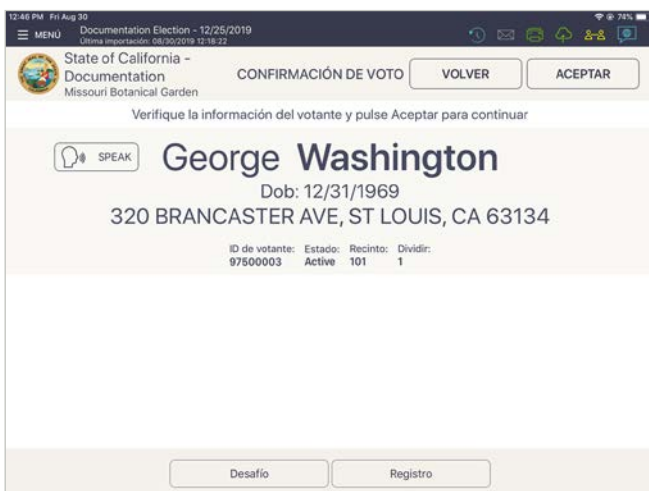 12:46 PM Fri Aug 30
74%
MENÚ
Documentation Election - 12/25/2019
Última importación: 08/30/2019 12:18:22
State of California -
Documentation
Missouri Botanical Garden
CONFIRMACIÓN DE VOTO
VOLVER
ACEPTAR
Verifique la información del votante y pulse Aceptar para continuar
SPEAK
George Washington
Dob: 12/31/1969
320 BRANCASTER AVE, ST LOUIS, CA 63134
ID de votante: Estado: Recinto: Dividir:
97500003 Active 101 1
Desafío
Registro